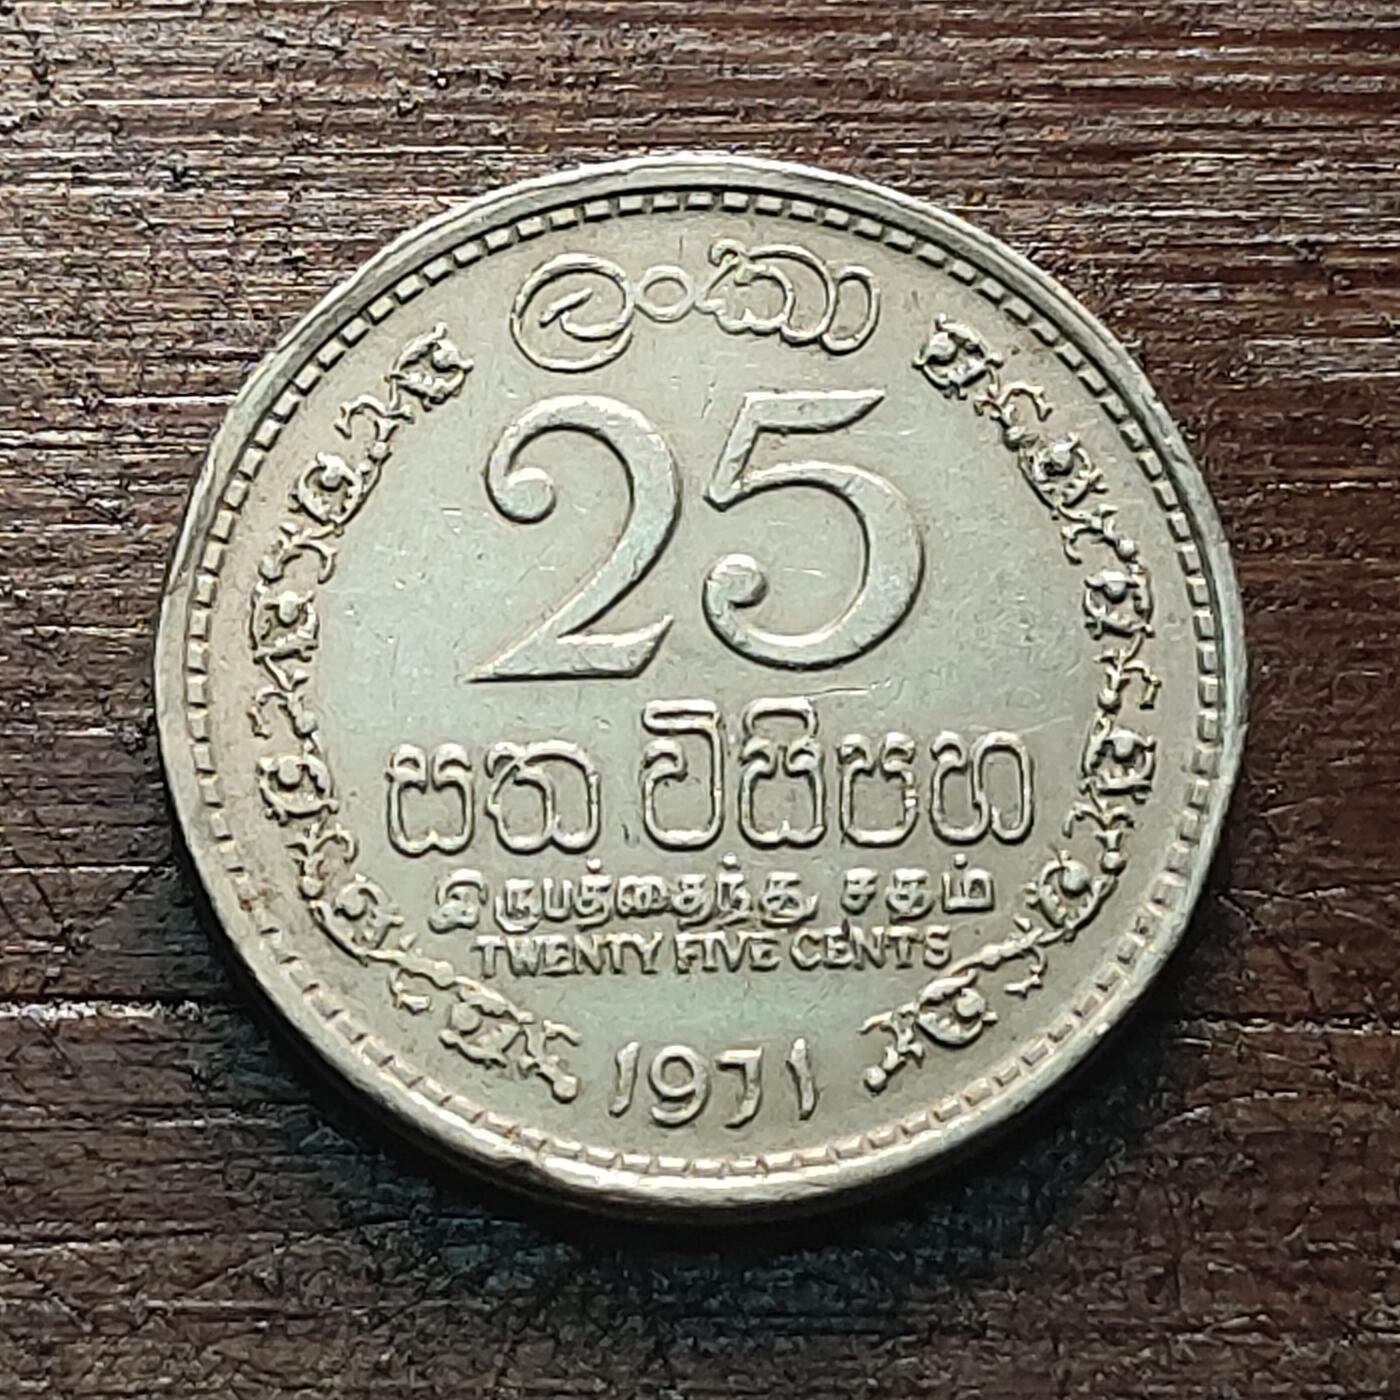 ලංකා
25
සත විසිපහ
இருபத்தைந்து சதம்
TWENTY FIVE CENTS
1971